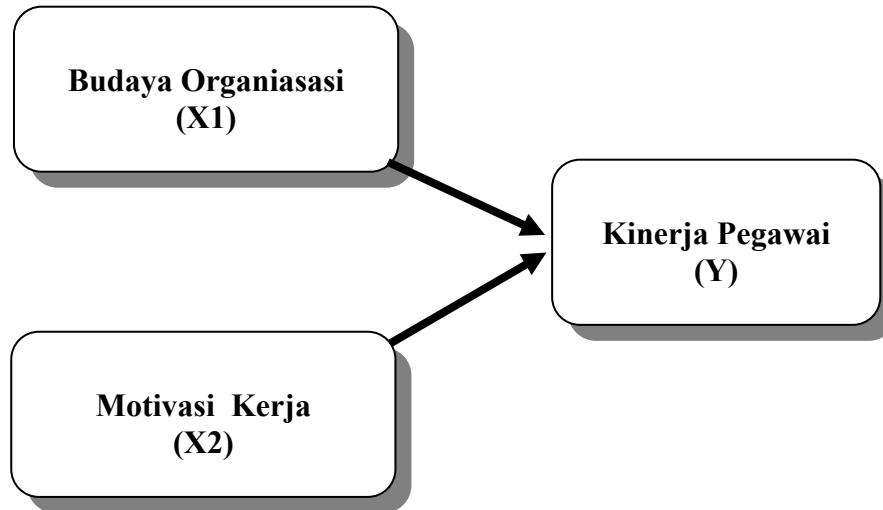 Budaya Organiasasi
(X1)
Kinerja Pegawai
(Y)
Motivasi Kerja
(X2)